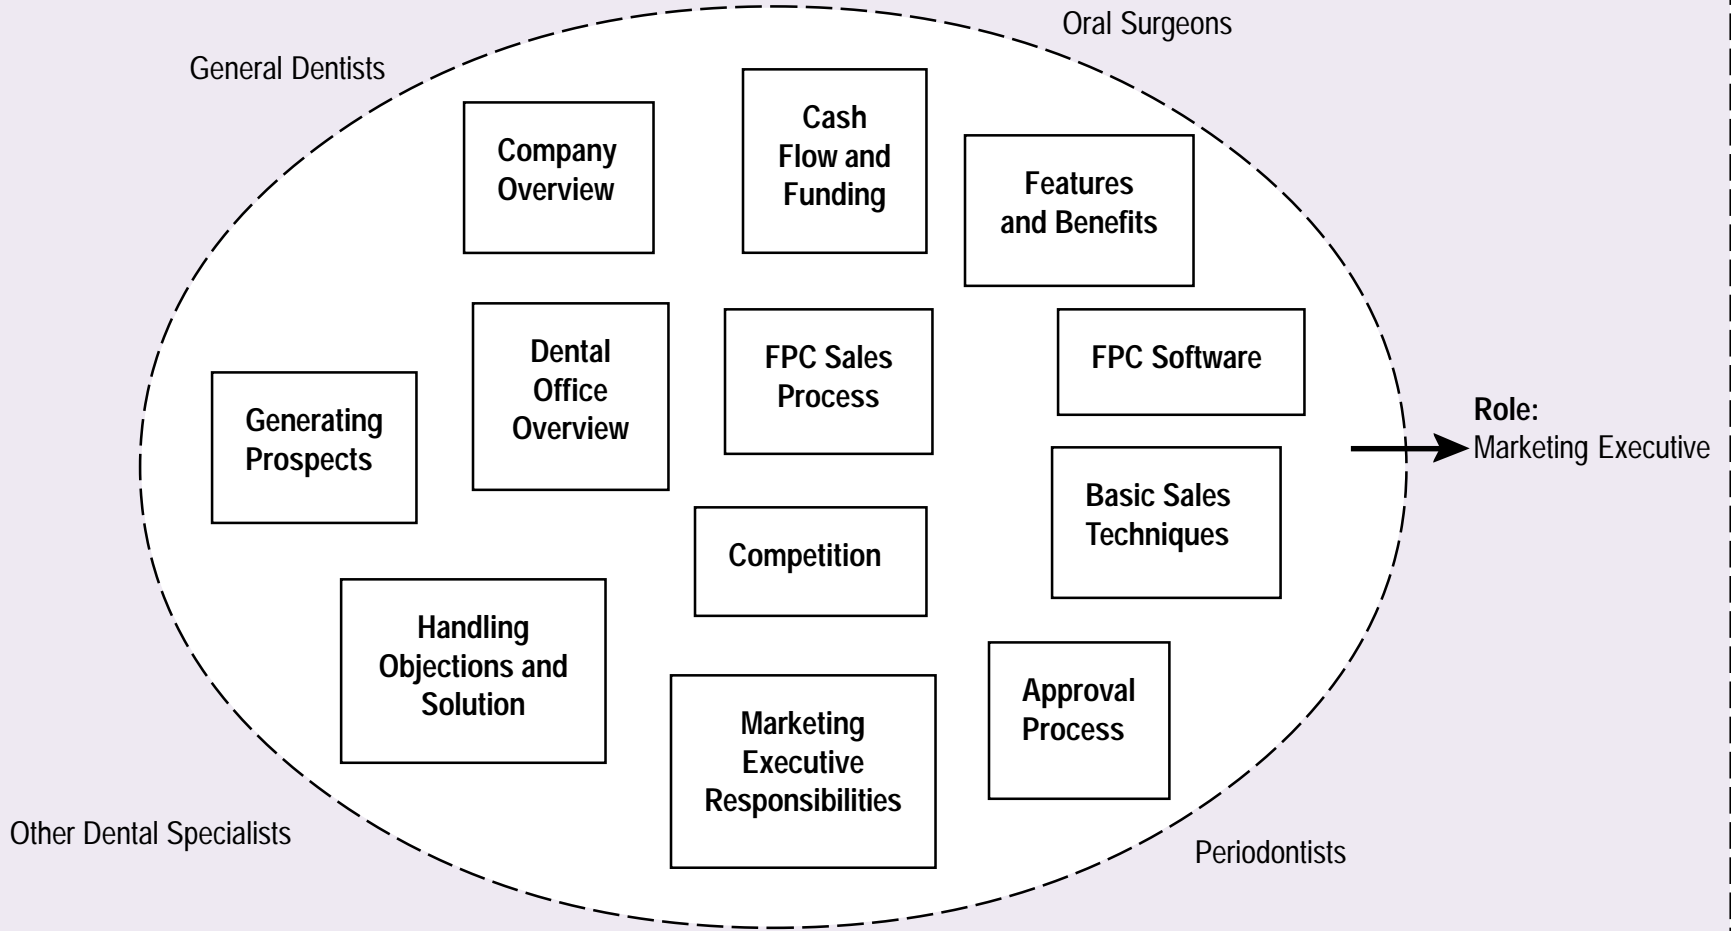 Oral Surgeons
General Dentists
Company
Overview
Cash
Flow and
Funding
Features
and Benefits
Generating
Prospects
Dental
Office
Overview
FPC Sales
Process
FPC Software
Role:
Marketing Executive
Basic Sales
Techniques
Competition
Handling
Objections and
Solution
Marketing
Executive
Responsibilities
Approval
Process
Other Dental Specialists
Periodontists